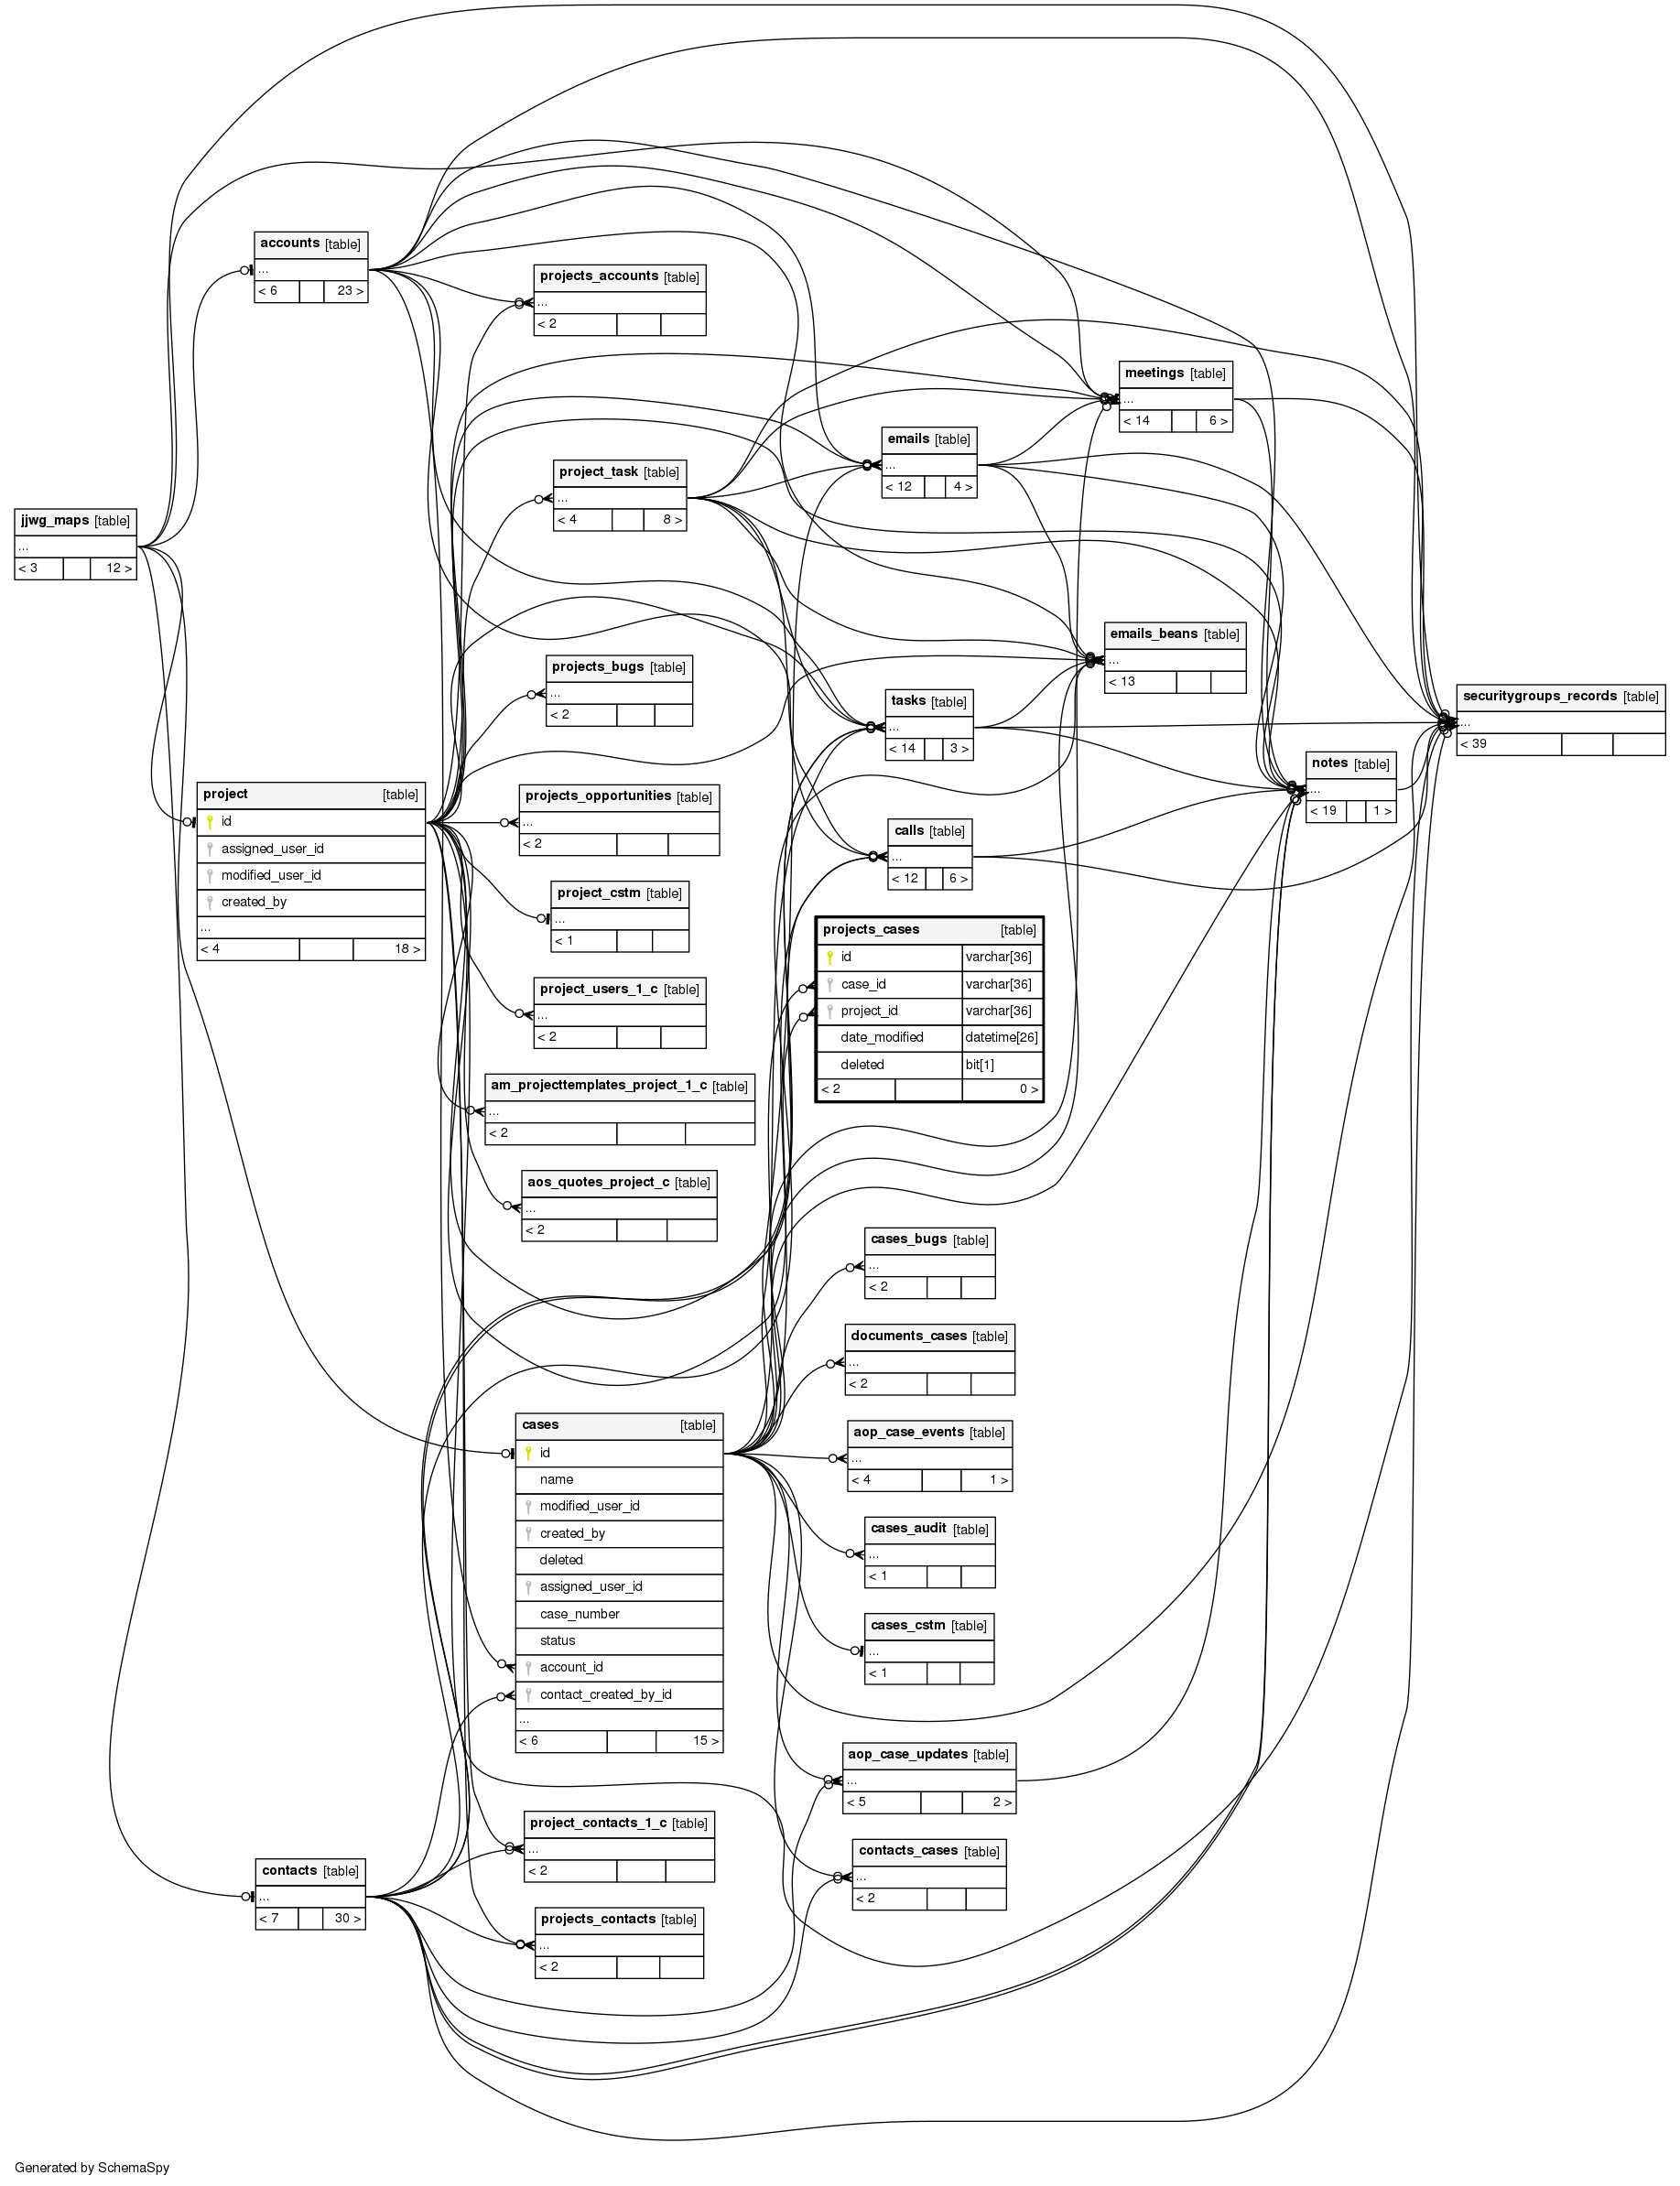 accounts [table]
...
< 6 23 >
projects_accounts [table]
...
< 2
meetings [table]
...
< 14 6 >
emails [table]
...
< 12 4 >
project_task [table]
...
< 4 8 >
jjwg_maps [table]
...
< 3 12 >
emails_beans [table]
...
< 13
projects_bugs [table]
...
< 2
tasks [table]
...
< 14 3 >
securitygroups_records [table]
...
< 39
notes [table]
...
< 19 1 >
project [table]
id
assigned_user_id
modified_user_id
created_by
...
< 4 18 >
projects_opportunities [table]
...
< 2
calls [table]
...
< 12 6 >
project_cstm [table]
...
< 1
projects_cases [table]
id varchar[36]
case_id varchar[36]
project_id varchar[36]
date_modified datetime[26]
deleted bit[1]
< 2 0 >
project_users_1_c [table]
...
< 2
am_projecttemplates_project_1_c [table]
...
< 2
aos_quotes_project_c [table]
...
< 2
cases_bugs [table]
...
< 2
documents_cases [table]
...
< 2
cases [table]
id
name
modified_user_id
created_by
deleted
assigned_user_id
case_number
status
account_id
contact_created_by_id
...
< 6 15 >
aop_case_events [table]
...
< 4 1 >
cases_audit [table]
...
< 1
cases_cstm [table]
...
< 1
aop_case_updates [table]
...
< 5 2 >
project_contacts_1_c [table]
...
< 2
contacts_cases [table]
...
< 2
contacts [table]
...
< 7 30 >
projects_contacts [table]
...
< 2
Generated by SchemaSpy